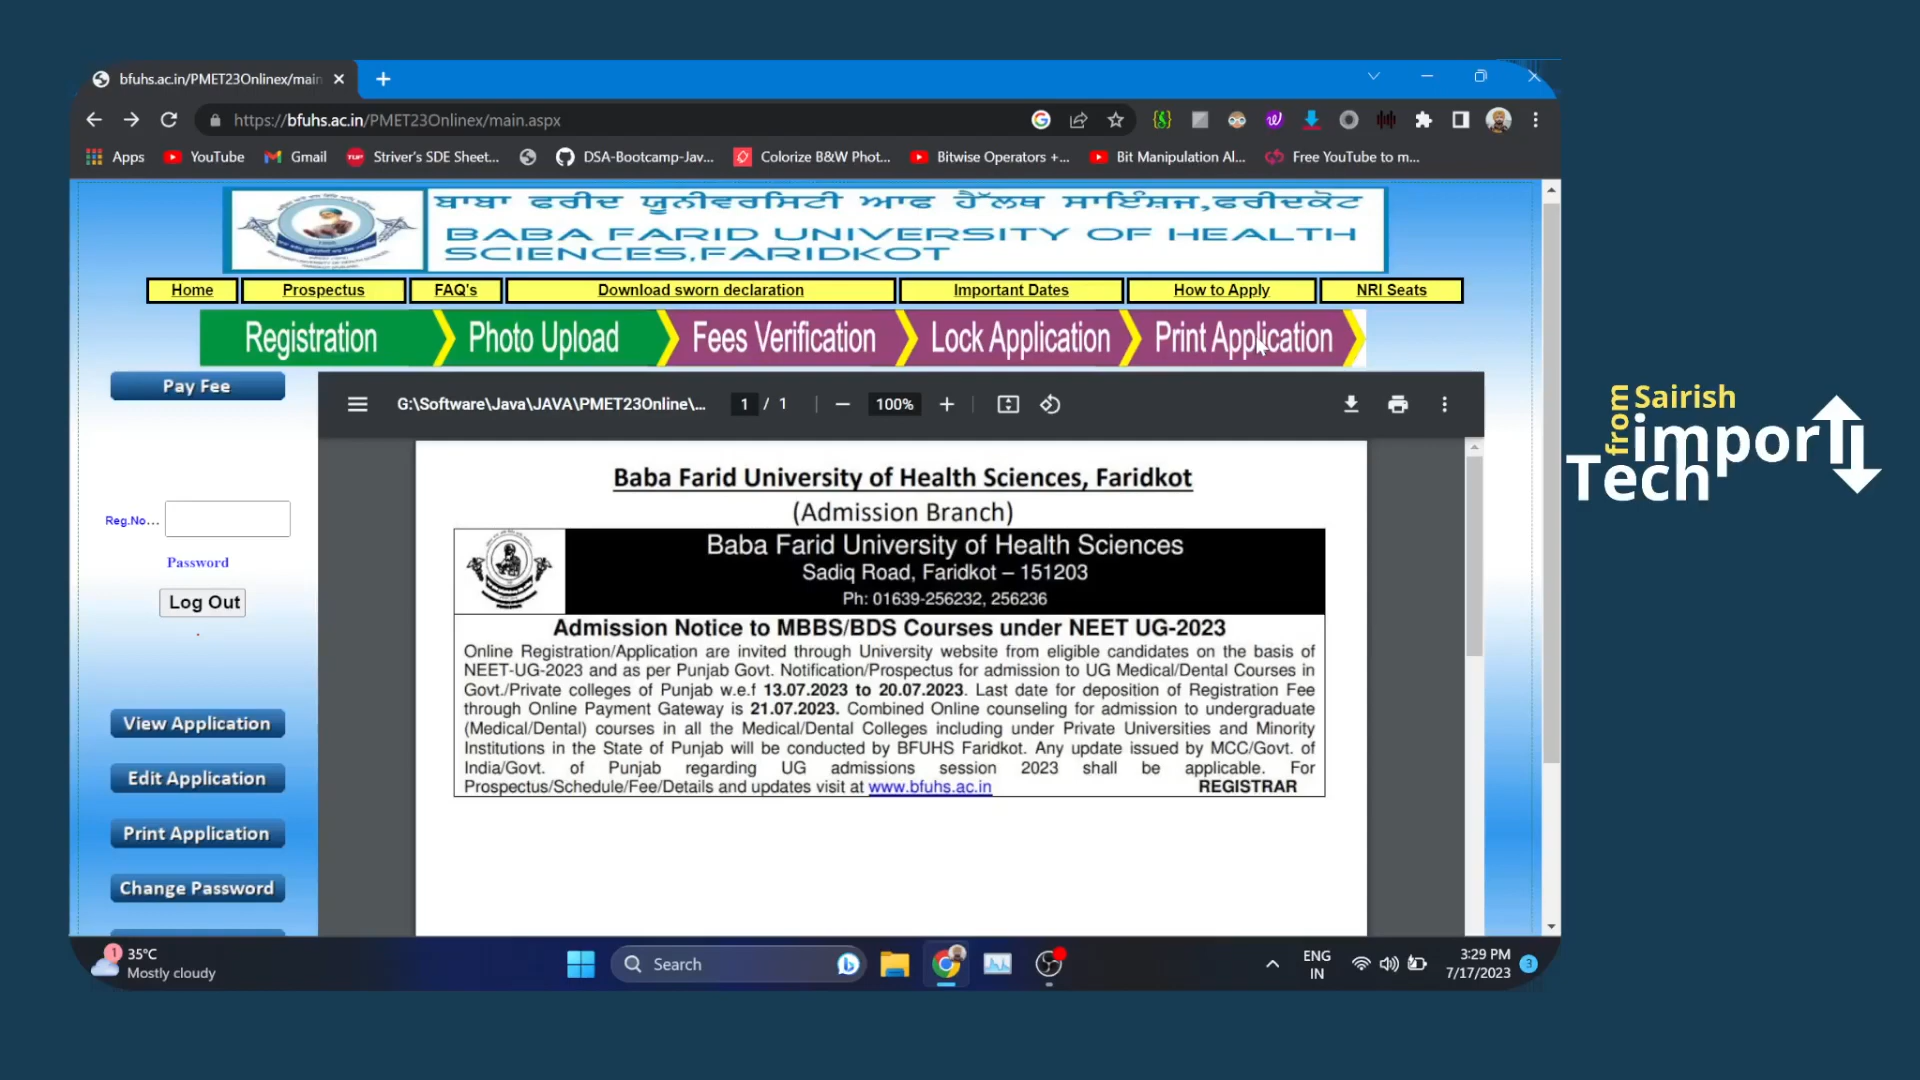 bfuhs.ac.in/PMET23Onlinex/main
https://bfuhs.ac.in/PMET23Onlinex/main.aspx
Apps YouTube Gmail Striver's SDE Sheet... DSA-Bootcamp-Jav... Colorize B&W Phot... Bitwise Operators +... Bit Manipulation Al... Free YouTube to m...
ਬਾਬਾ ਫਰੀਦ ਯੂਨੀਵਰਸਿਟੀ ਆਫ ਹੈੱਲਥ ਸਾਇੰਸਜ,ਫਰੀਦਕੋਟ
BABA FARID UNIVERSITY OF HEALTH
SCIENCES,FARIDKOT
Home Prospectus FAQ's Download sworn declaration Important Dates How to Apply NRI Seats
Registration Photo Upload Fees Verification Lock Application Print Application
Pay Fee
G:\Software\Java\JAVA\PMET23Online\... 1 / 1 100%
Reg.No...
Password
Log Out
View Application
Edit Application
Print Application
Change Password
Baba Farid University of Health Sciences, Faridkot
(Admission Branch)
Baba Farid University of Health Sciences
Sadiq Road, Faridkot – 151203
Ph: 01639-256232, 256236
Admission Notice to MBBS/BDS Courses under NEET UG-2023
Online Registration/Application are invited through University website from eligible candidates on the basis of
NEET-UG-2023 and as per Punjab Govt. Notification/Prospectus for admission to UG Medical/Dental Courses in
Govt./Private colleges of Punjab w.e.f 13.07.2023 to 20.07.2023. Last date for deposition of Registration Fee
through Online Payment Gateway is 21.07.2023. Combined Online counseling for admission to undergraduate
(Medical/Dental) courses in all the Medical/Dental Colleges including under Private Universities and Minority
Institutions in the State of Punjab will be conducted by BFUHS Faridkot. Any update issued by MCC/Govt. of
India/Govt. of Punjab regarding UG admissions session 2023 shall be applicable. For
Prospectus/Schedule/Fee/Details and updates visit at www.bfuhs.ac.in REGISTRAR
from Sairish
import
Tech
1 35°C
Mostly cloudy
Search
ENG
IN
3:29 PM
7/17/2023
3